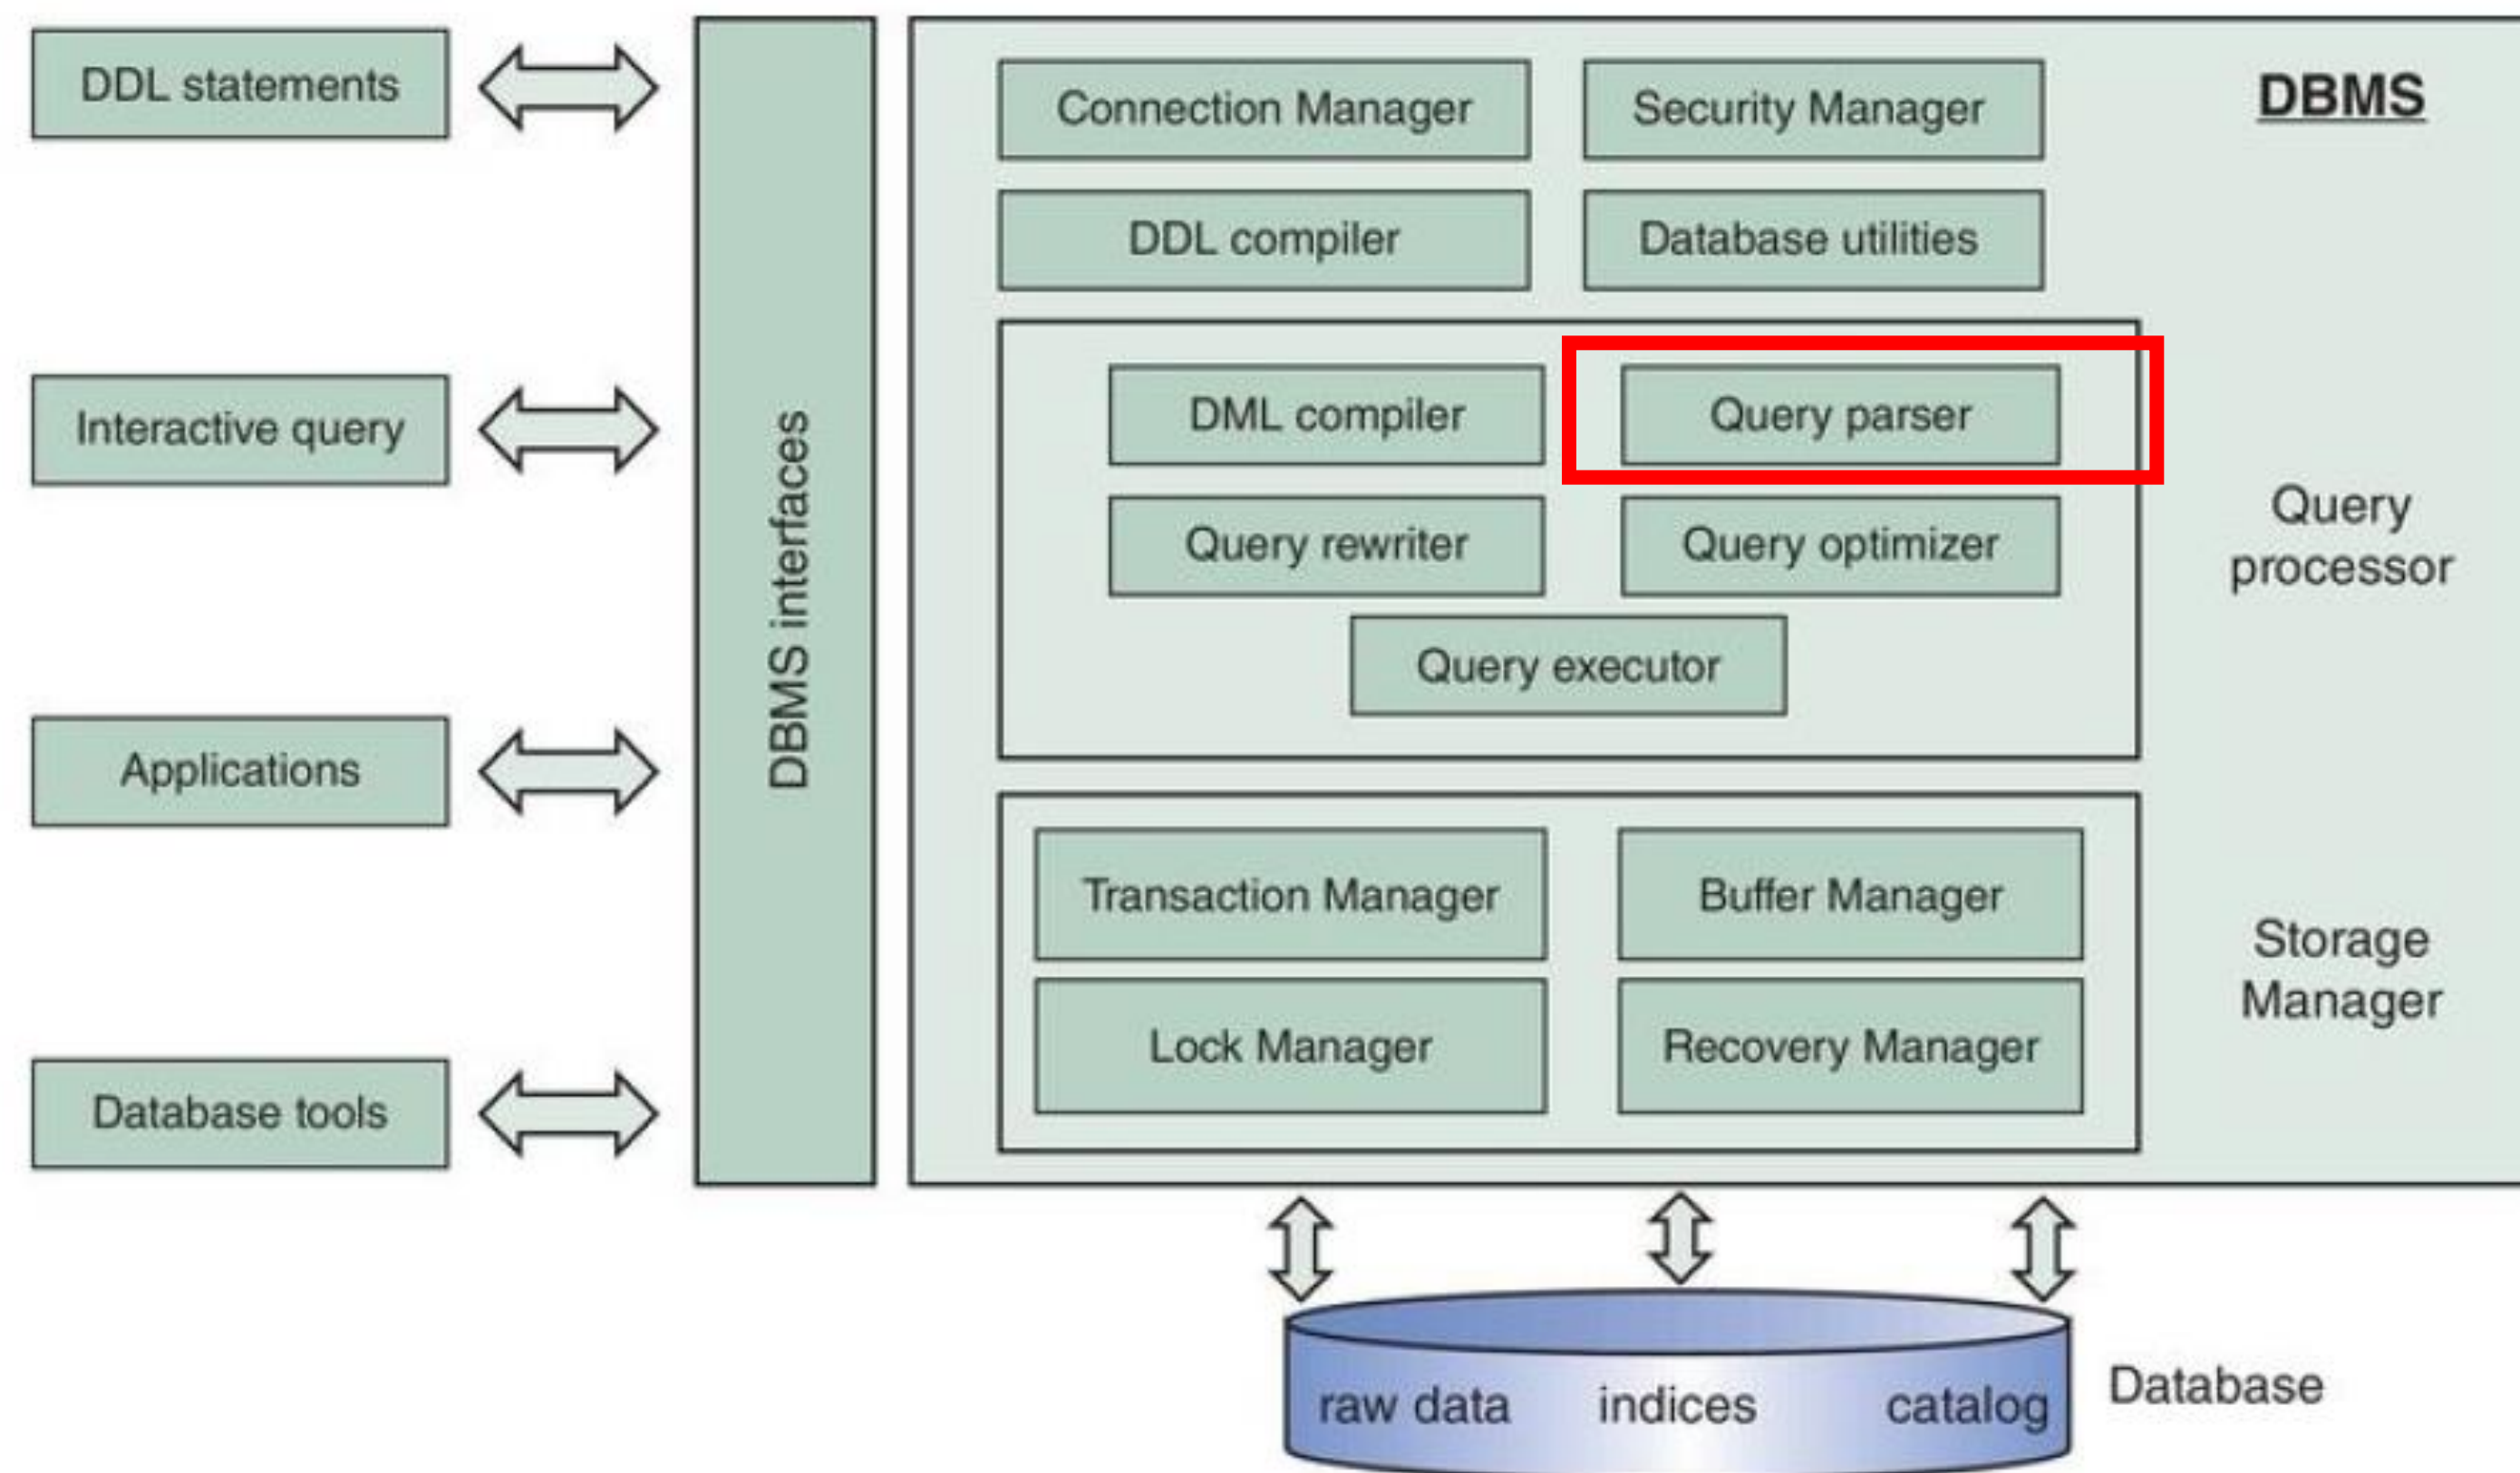 DDL statements
Interactive query
Applications
Database tools
DBMS interfaces
DBMS
Connection Manager
Security Manager
DDL compiler
Database utilities
DML compiler
Query parser
Query rewriter
Query optimizer
Query executor
Query
processor
Transaction Manager
Buffer Manager
Lock Manager
Recovery Manager
Storage
Manager
raw data
indices
catalog
Database